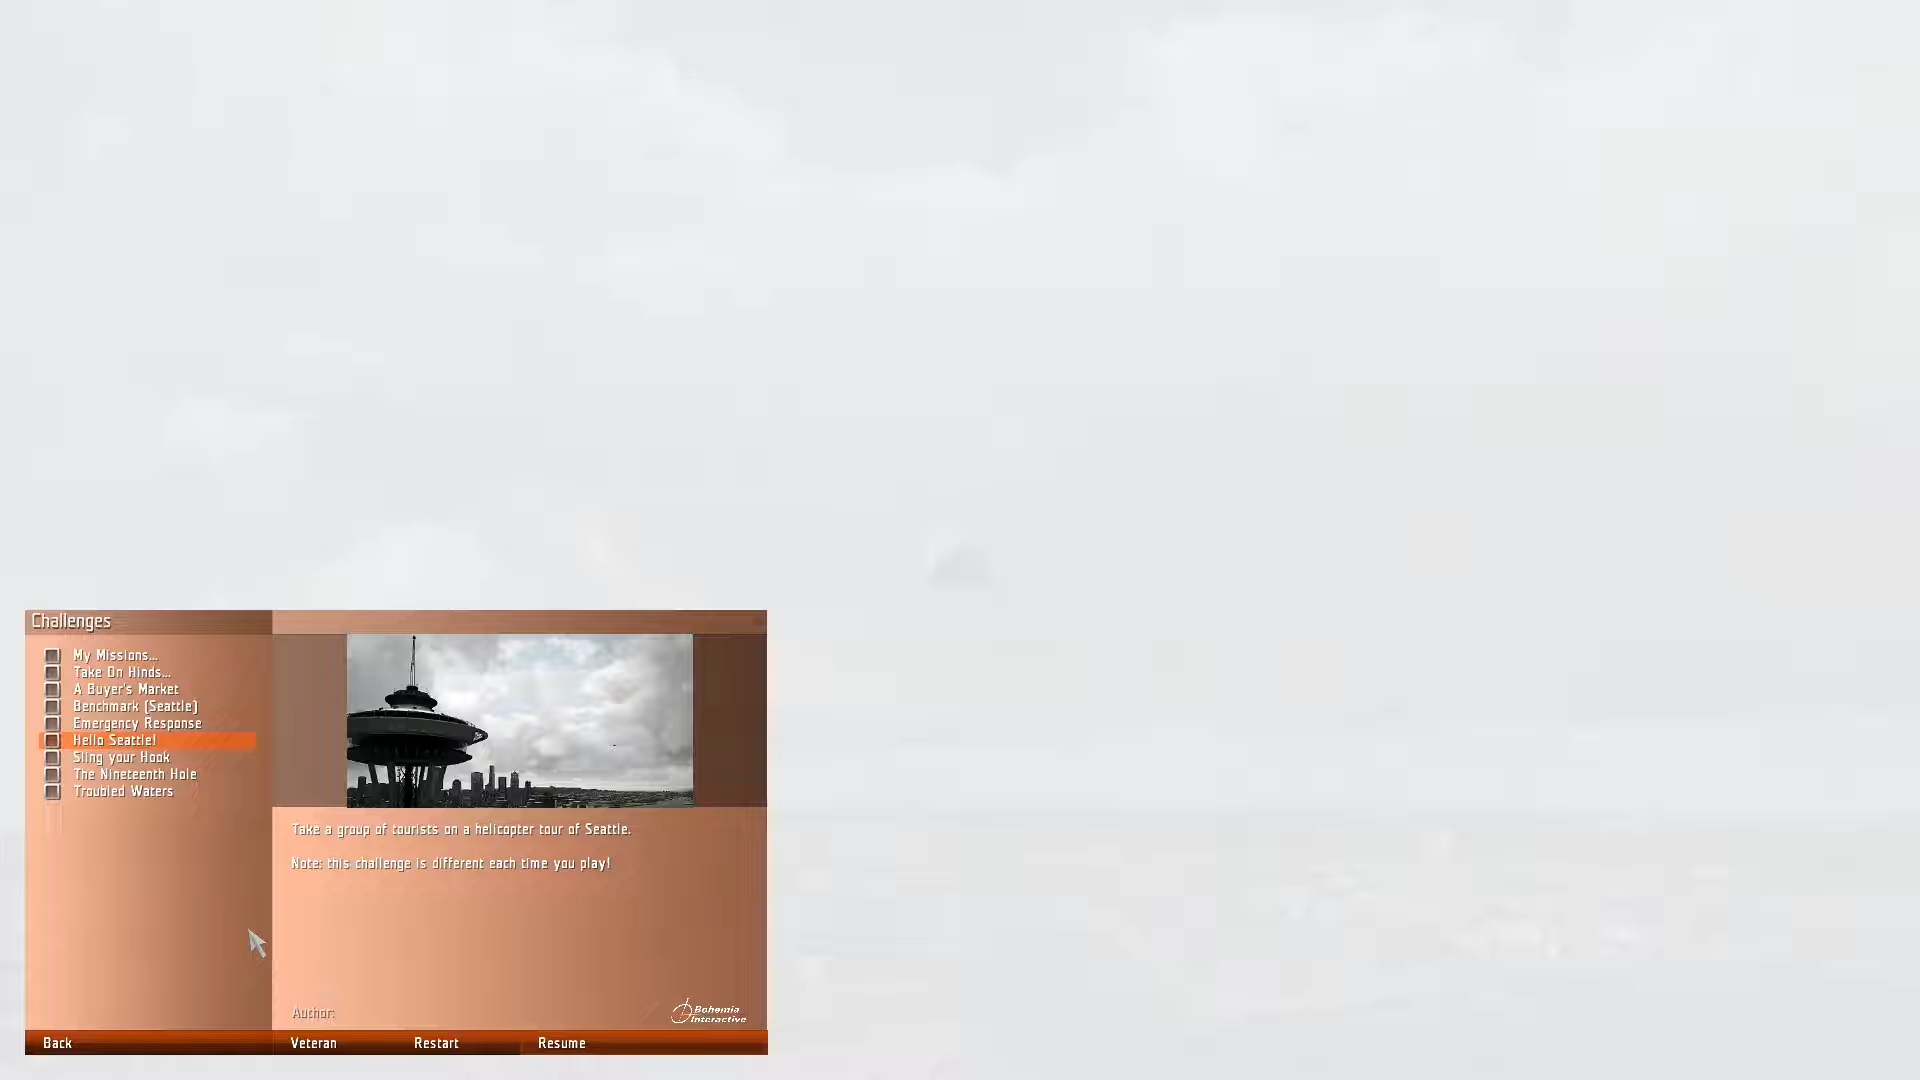 Challenges
My Missions...
Take On Hinds...
A Buyer's Market
Benchmark (Seattle)
Emergency Response
Hello Seattle!
Sling your Hook
The Nineteenth Hole
Troubled Waters
Take a group of tourists on a helicopter tour of Seattle.
Note: this challenge is different each time you play!
Author:
Bohemia
Interactive
Back
Veteran
Restart
Resume